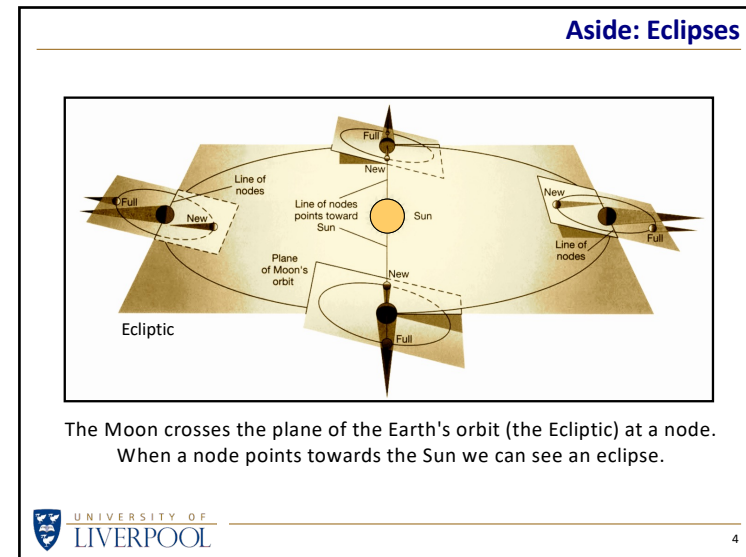 Aside: Eclipses
Full
New
Line of
nodes
Full
New
Line of nodes
points toward
Sun
Sun
New
Line of
nodes
Full
Plane
of Moon's
orbit
New
Full
Ecliptic
The Moon crosses the plane of the Earth's orbit (the Ecliptic) at a node.
When a node points towards the Sun we can see an eclipse.
UNIVERSITY OF
LIVERPOOL
4